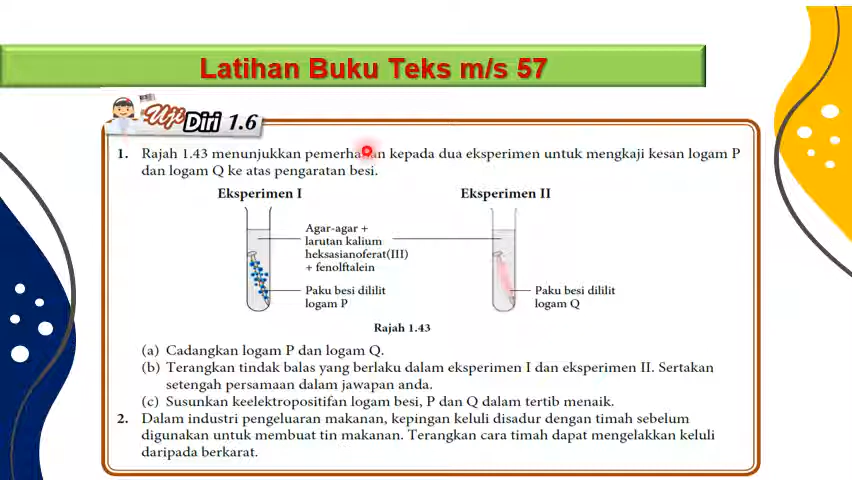 Latihan Buku Teks m/s 57
Uji Diri 1.6
1. Rajah 1.43 menunjukkan pemerhatian kepada dua eksperimen untuk mengkaji kesan logam P
dan logam Q ke atas pengaratan besi.
Eksperimen I
Eksperimen II
Agar-agar +
larutan kalium
heksasianoferat(III)
+ fenolftalein
Paku besi dililit
logam P
Paku besi dililit
logam Q
Rajah 1.43
(a) Cadangkan logam P dan logam Q.
(b) Terangkan tindak balas yang berlaku dalam eksperimen I dan eksperimen II. Sertakan
setengah persamaan dalam jawapan anda.
(c) Susunkan keelektropositifan logam besi, P dan Q dalam tertib menaik.
2. Dalam industri pengeluaran makanan, kepingan keluli disadur dengan timah sebelum
digunakan untuk membuat tin makanan. Terangkan cara timah dapat mengelakkan keluli
daripada berkarat.